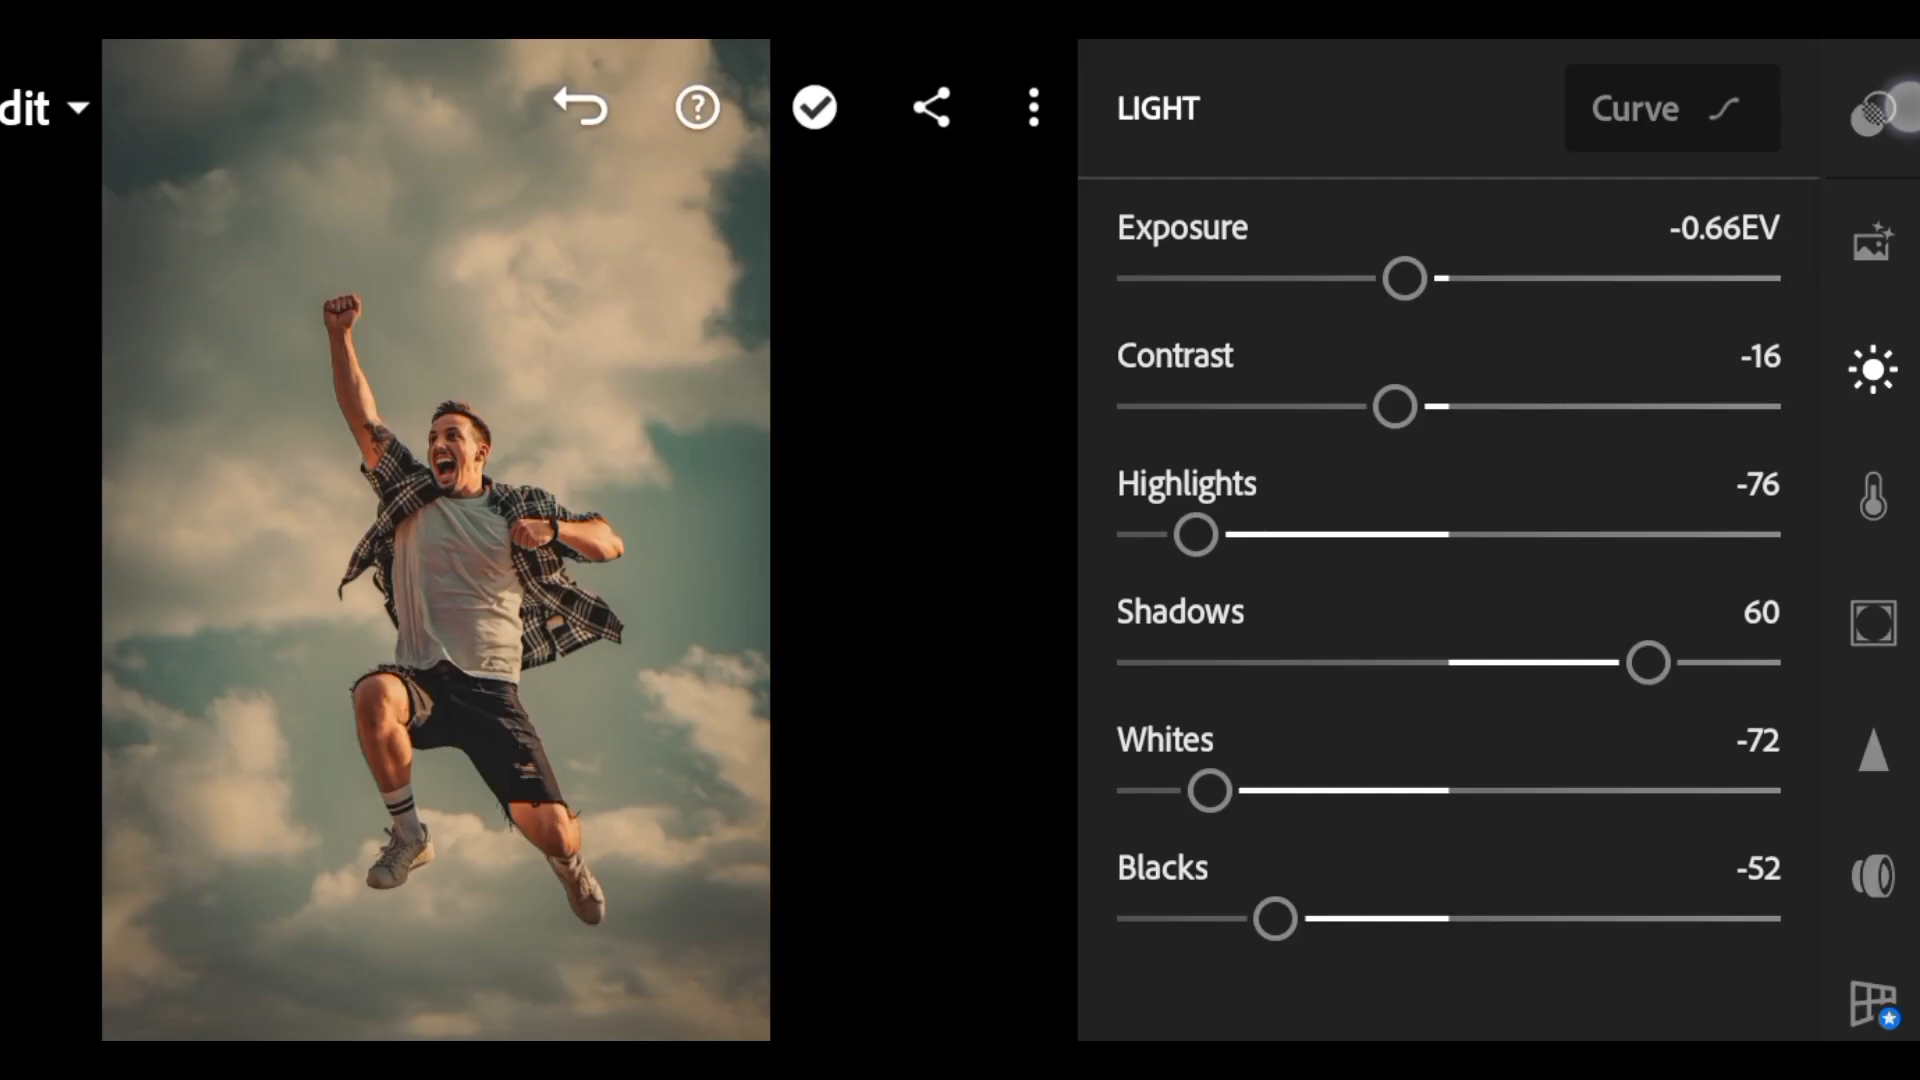 dit
?
LIGHT
Curve
Exposure -0.66EV
Contrast -16
Highlights -76
Shadows 60
Whites -72
Blacks -52